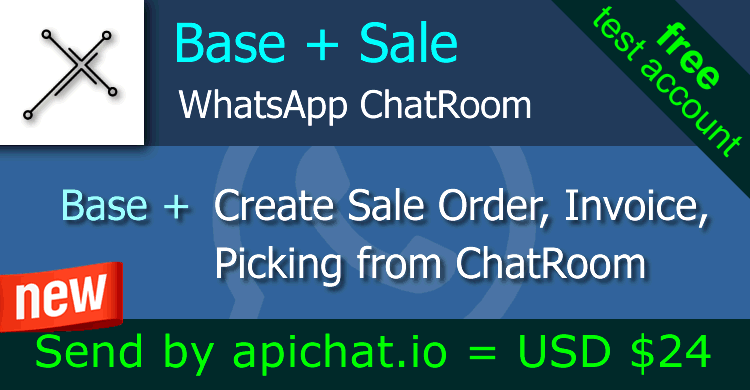 Base + Sale
WhatsApp ChatRoom
free
test account
Base + Create Sale Order, Invoice,
Picking from ChatRoom
new
Send by apichat.io = USD $24